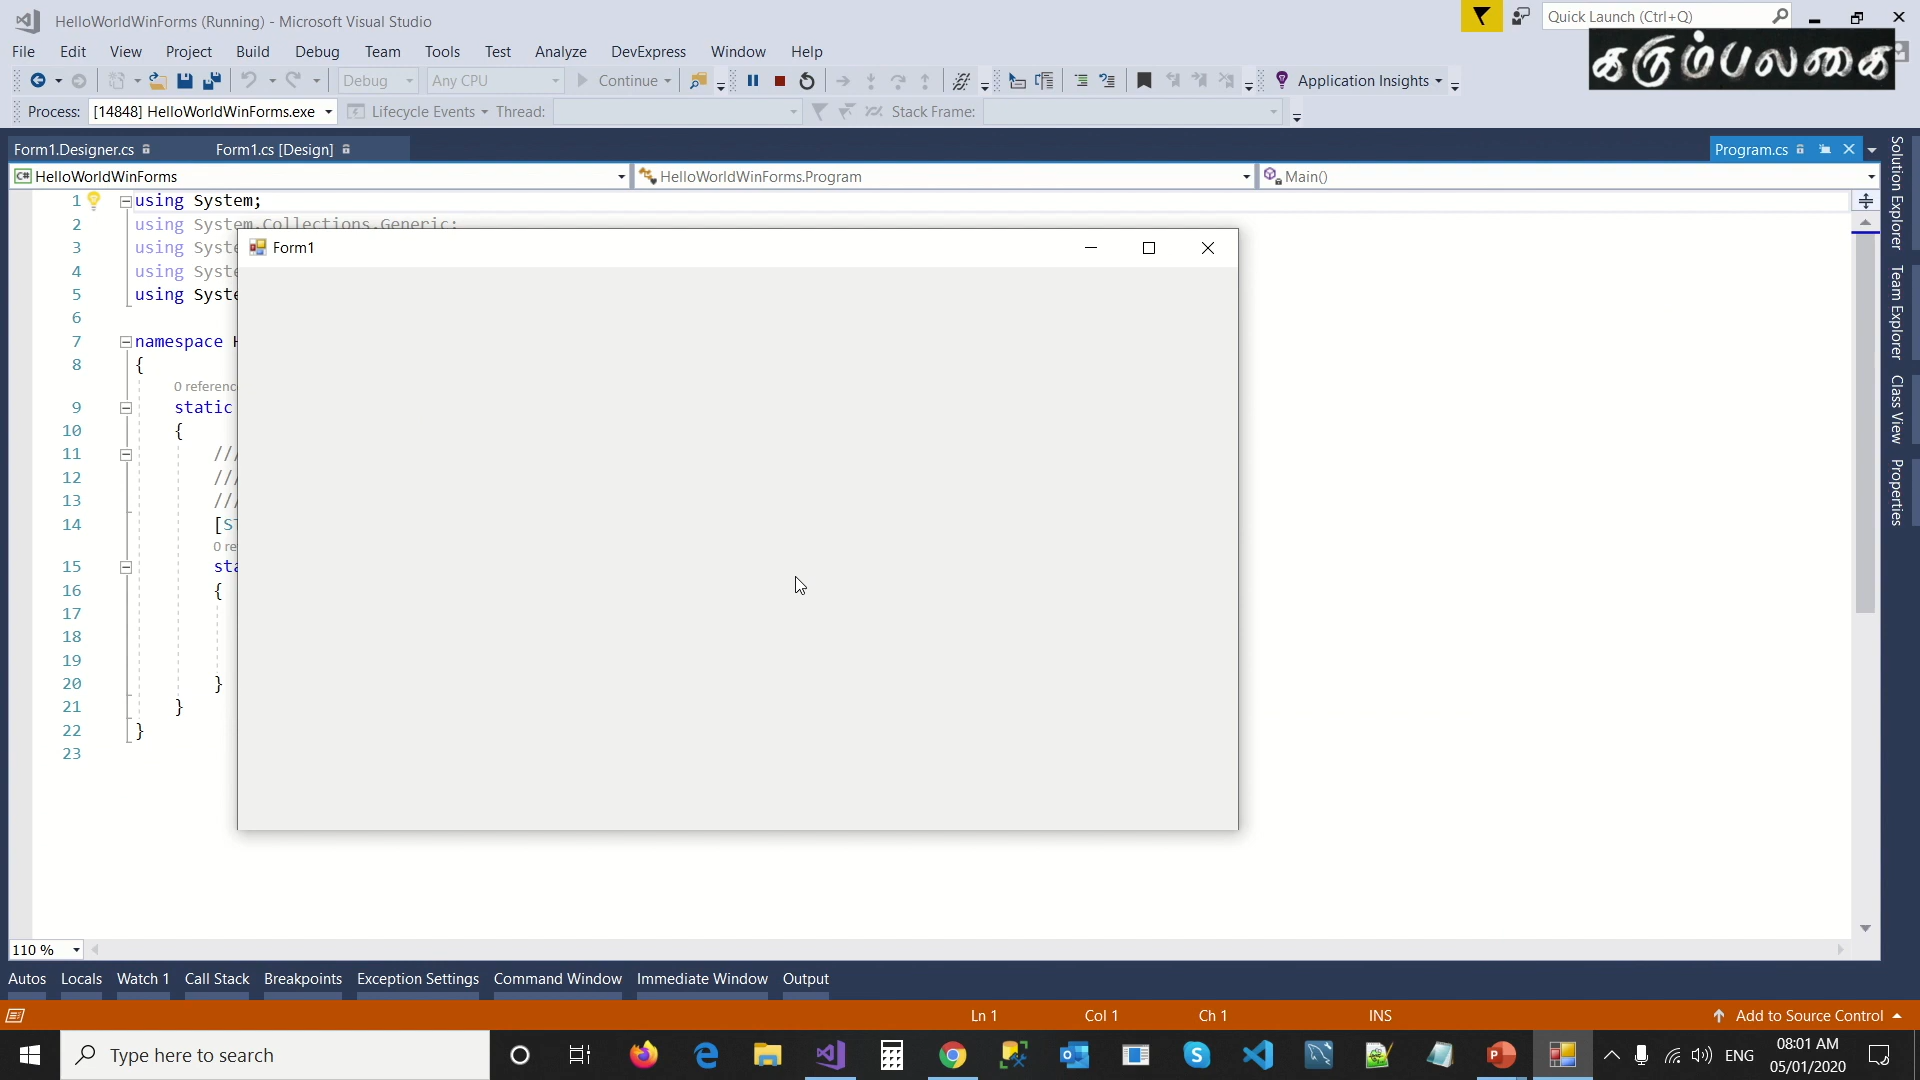 HelloWorldWinForms (Running) - Microsoft Visual Studio
Quick Launch (Ctrl+Q)
File Edit View Project Build Debug Team Tools Test Analyze DevExpress Window Help
கரும்பலகை
Debug Any CPU Continue Application Insights
Process: [14848] HelloWorldWinForms.exe Lifecycle Events Thread: Stack Frame:
Form1.Designer.cs Form1.cs [Design] Program.cs
HelloWorldWinForms HelloWorldWinForms.Program Main()
1 using System;
2 using System.Collections.Generic;
3 using Syste
4 using Syste
5 using Syste
6
7 namespace H
8 {
0 referenc
9 static
10 {
11 ///
12 ///
13 ///
14 [ST
0 re
15 sta
16 {
17
18
19
20 }
21 }
22 }
23
Form1
Solution Explorer
Team Explorer
Class View
Properties
110 %
Autos Locals Watch 1 Call Stack Breakpoints Exception Settings Command Window Immediate Window Output
Ln 1 Col 1 Ch 1 INS Add to Source Control
Type here to search
ENG
08:01 AM
05/01/2020